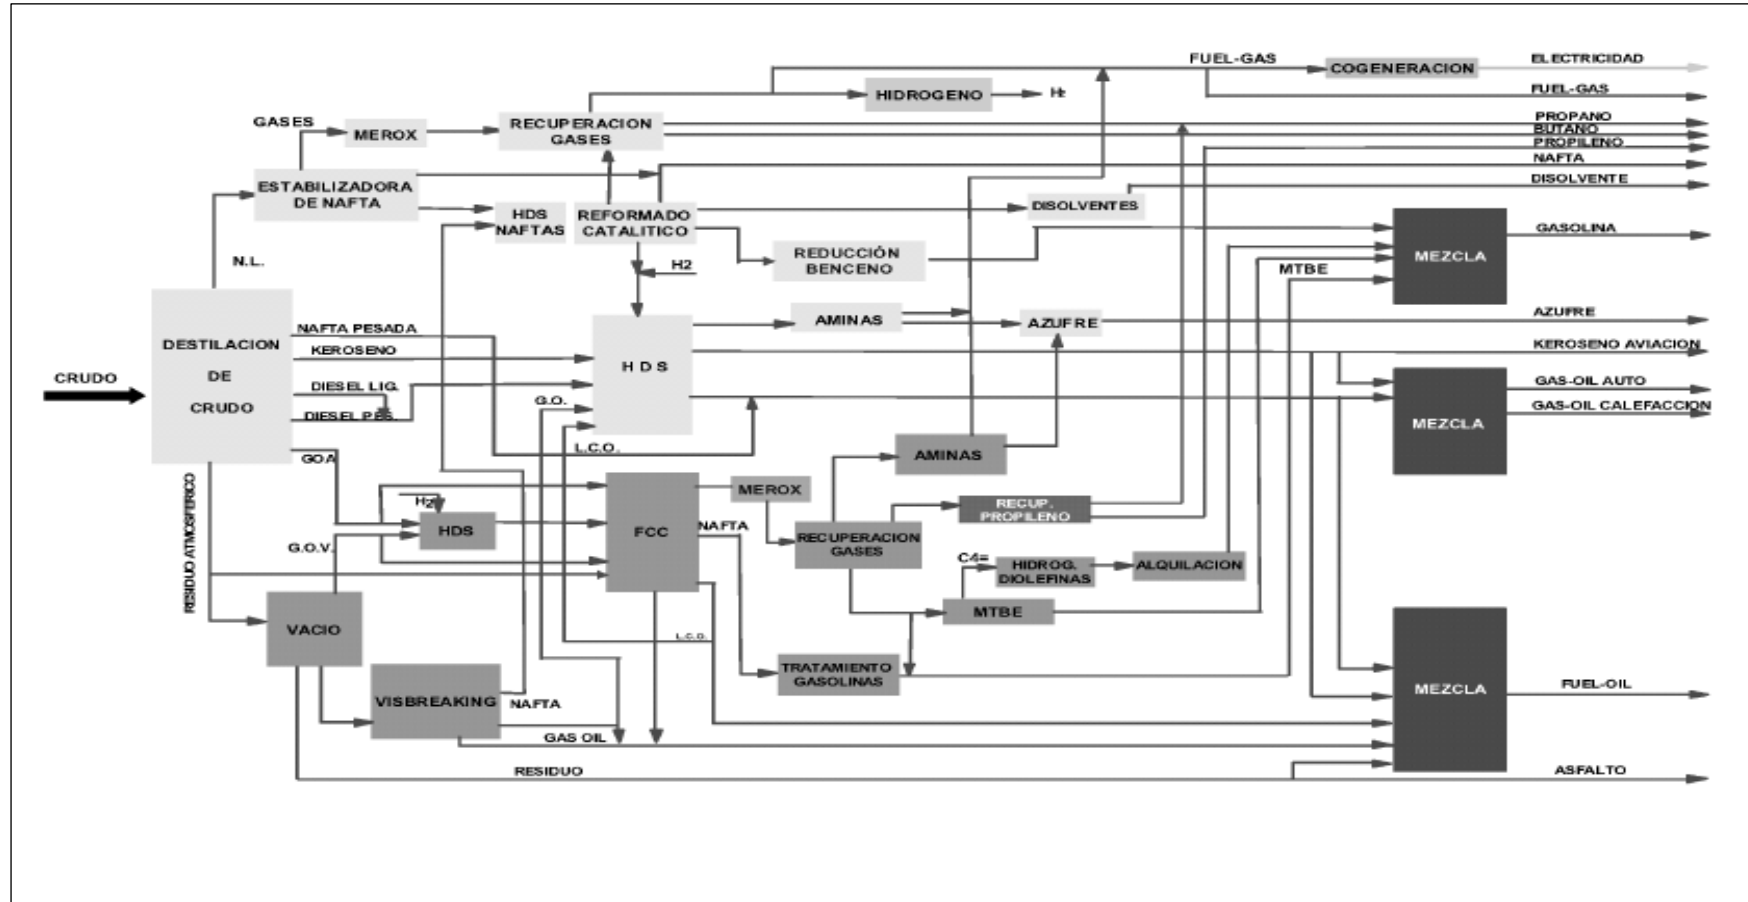 FUEL-GAS
COGENERACION
ELECTRICIDAD
HIDROGENO
H2
FUEL-GAS
GASES
MEROX
RECUPERACION
GASES
PROPANO
BUTANO
PROPILENO
NAFTA
ESTABILIZADORA
DE NAFTA
DISOLVENTE
HDS
NAFTAS
REFORMADO
CATALITICO
DISOLVENTES
GASOLINA
N.L.
H2
REDUCCIÓN
BENCENO
MTBE
MEZCLA
NAFTA PESADA
AMINAS
AZUFRE
AZUFRE
DESTILACION
DE
CRUDO
KEROSENO
H D S
KEROSENO AVIACION
CRUDO
DIESEL LIG.
DIESEL PES.
G.O.
GAS-OIL AUTO
GAS-OIL CALEFACCION
MEZCLA
GOA
L.C.O.
AMINAS
RESIDUO ATMOSFERICO
H2
HDS
FCC
MEROX
NAFTA
RECUP.
PROPILENO
RECUPERACION
GASES
G.O.V.
C4=
HIDROG.
DIOLEFINAS
ALQUILACION
VACIO
MTBE
L.C.O.
TRATAMIENTO
GASOLINAS
MEZCLA
FUEL-OIL
VISBREAKING
NAFTA
GAS OIL
RESIDUO
ASFALTO